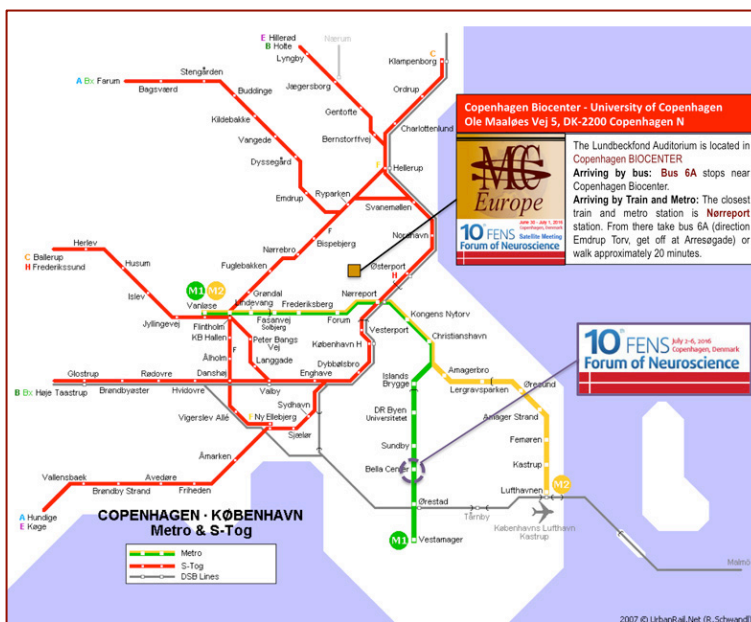 E Hillerød
B Holte
Lyngby
Nærum
C
Klampenborg
A Bx Farum
Stengården
Bagsværd
Buddinge
Jægersborg
Ordrup
Kildebakke
Gentofte
Vangede
Bernstorffvej
Charlottenlund
Dyssegård
F
Hellerup
Emdrup
Ryparken
Svanemøllen
F
Nordhavn
Bispebjerg
Nørrebro
Fuglebakken
Østerport
H
C Ballerup
H Frederikssund
Herlev
Husum
Islev
Jyllingevej
M1 M2
Vanløse
Grøndal
Lindevang
Frederiksberg
Nørreport
Flintholm
Fasanvej
Solbjerg
Forum
Kongens Nytorv
KB Hallen
Peter Bangs
Vej
København H
Vesterport
Christianshavn
Ålholm
F
Langgade
Dybbølsbro
Glostrup
Rødovre
Danshøj
Enghave
Islands
Brygge
Amagerbro
Lergravsparken
Øresund
B Bx Høje Taastrup
Brøndbyøster
Hvidovre
Valby
Amager Strand
Sydhavn
DR Byen
Universitetet
Vigerslev Allé
F Ny Ellebjerg
Sjælør
Sundby
Femøren
Åmarken
Bella Center
Kastrup
Vallensbæk
Avedøre
Brøndby Strand
Friheden
Lufthavnen
M2
Ørestad
Tårnby
A Hundige
E Køge
Københavns Lufthavn
Kastrup
M1
Vestamager
Malmö
COPENHAGEN · KØBENHAVN
Metro & S-Tog
Metro
S-Tog
DSB Lines
2007 © UrbanRail.Net (R. Schwandl)
Copenhagen Biocenter - University of Copenhagen
Ole Maaløes Vej 5, DK-2200 Copenhagen N
MCC
Europe
10th FENS
June 30 - July 1, 2016
Copenhagen, Denmark
Satellite Meeting
Forum of Neuroscience
The Lundbeckfond Auditorium is located in
Copenhagen BIOCENTER
Arriving by bus: Bus 6A stops near
Copenhagen Biocenter.
Arriving by Train and Metro: The closest
train and metro station is Nørreport
station. From there take bus 6A (direction
Emdrup Torv, get off at Arresøgade) or
walk approximately 20 minutes.
10th FENS
July 2-6, 2016
Copenhagen, Denmark
Forum of Neuroscience